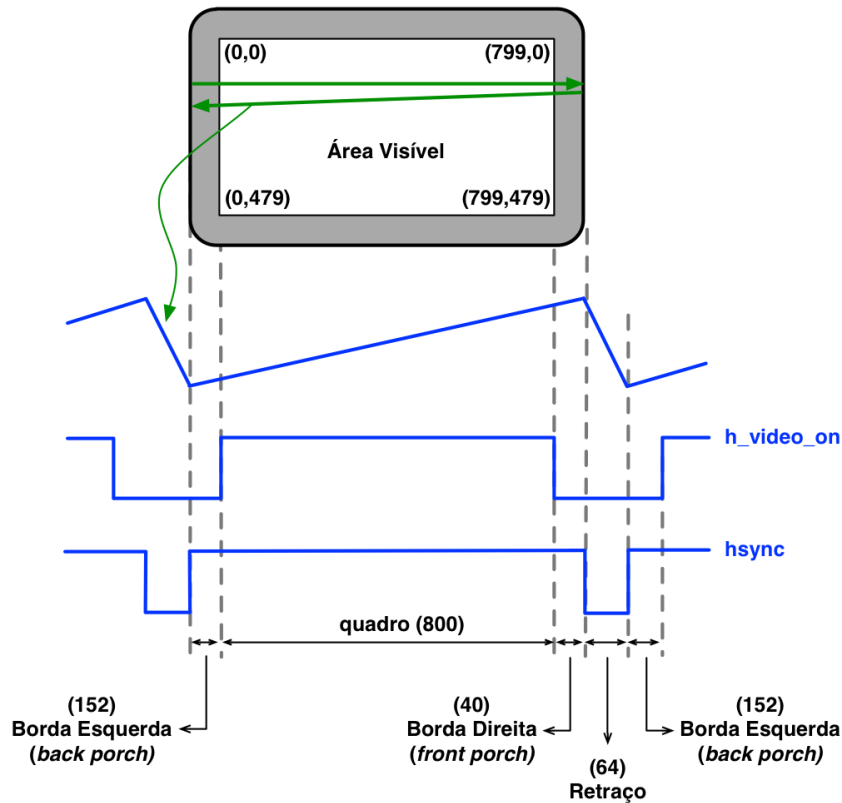 (0,0)
(799,0)
Área Visível
(0,479)
(799,479)
h_video_on
hsync
quadro (800)
(152)
Borda Esquerda
(back porch)
(40)
Borda Direita
(front porch)
(152)
Borda Esquerda
(back porch)
(64)
Retraço